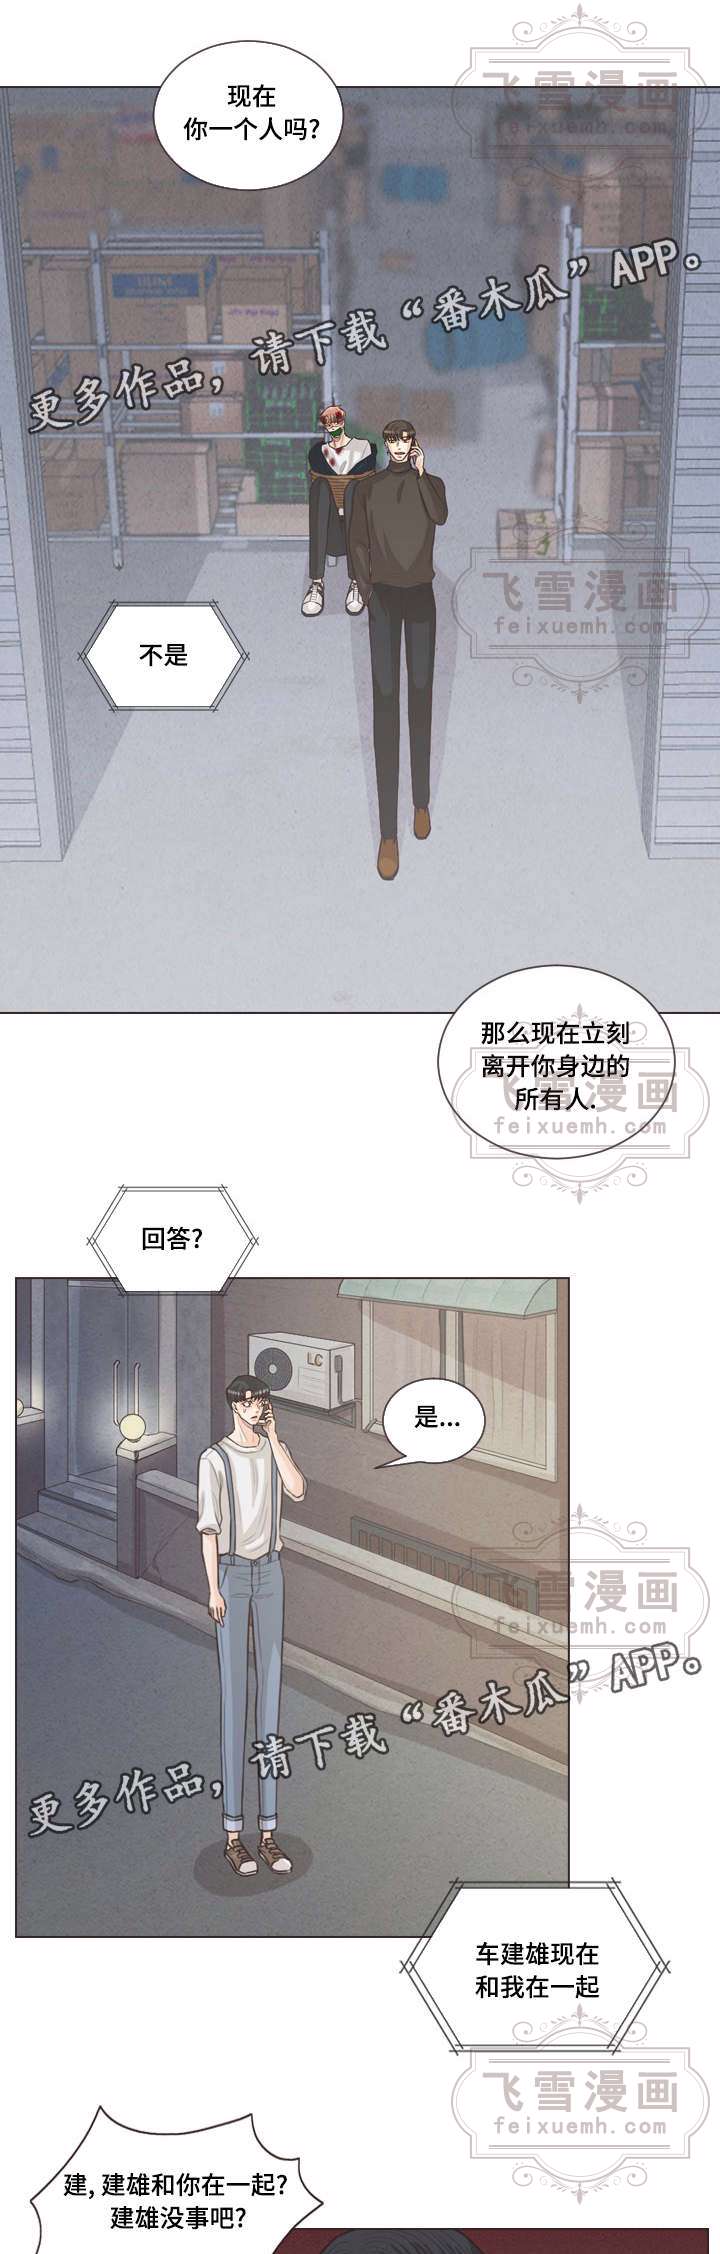 飞雪漫画
feixuemh.com
现在
你一个人吗?
更多作品，请下载“番木瓜”APP。
飞雪漫画
feixuemh.com
不是
那么现在立刻
离开你身边的
所有人.
飞雪漫画
feixuemh.com
回答?
LC
是...
飞雪漫画
feixuemh.com
更多作品，请下载“番木瓜”APP。
车建雄现在
和我在一起
飞雪漫画
feixuemh.com
建, 建雄和你在一起?
建雄没事吧?